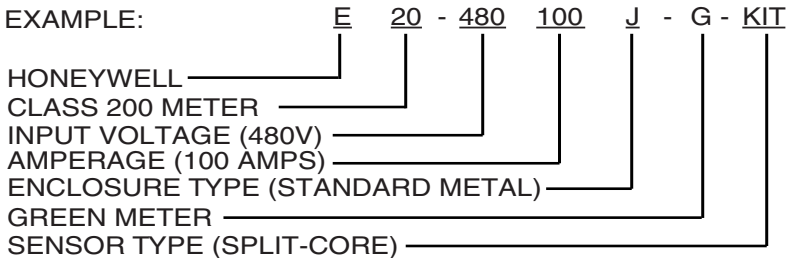 EXAMPLE: E 20 - 480 100 J - G - KIT
HONEYWELL
CLASS 200 METER
INPUT VOLTAGE (480V)
AMPERAGE (100 AMPS)
ENCLOSURE TYPE (STANDARD METAL)
GREEN METER
SENSOR TYPE (SPLIT-CORE)